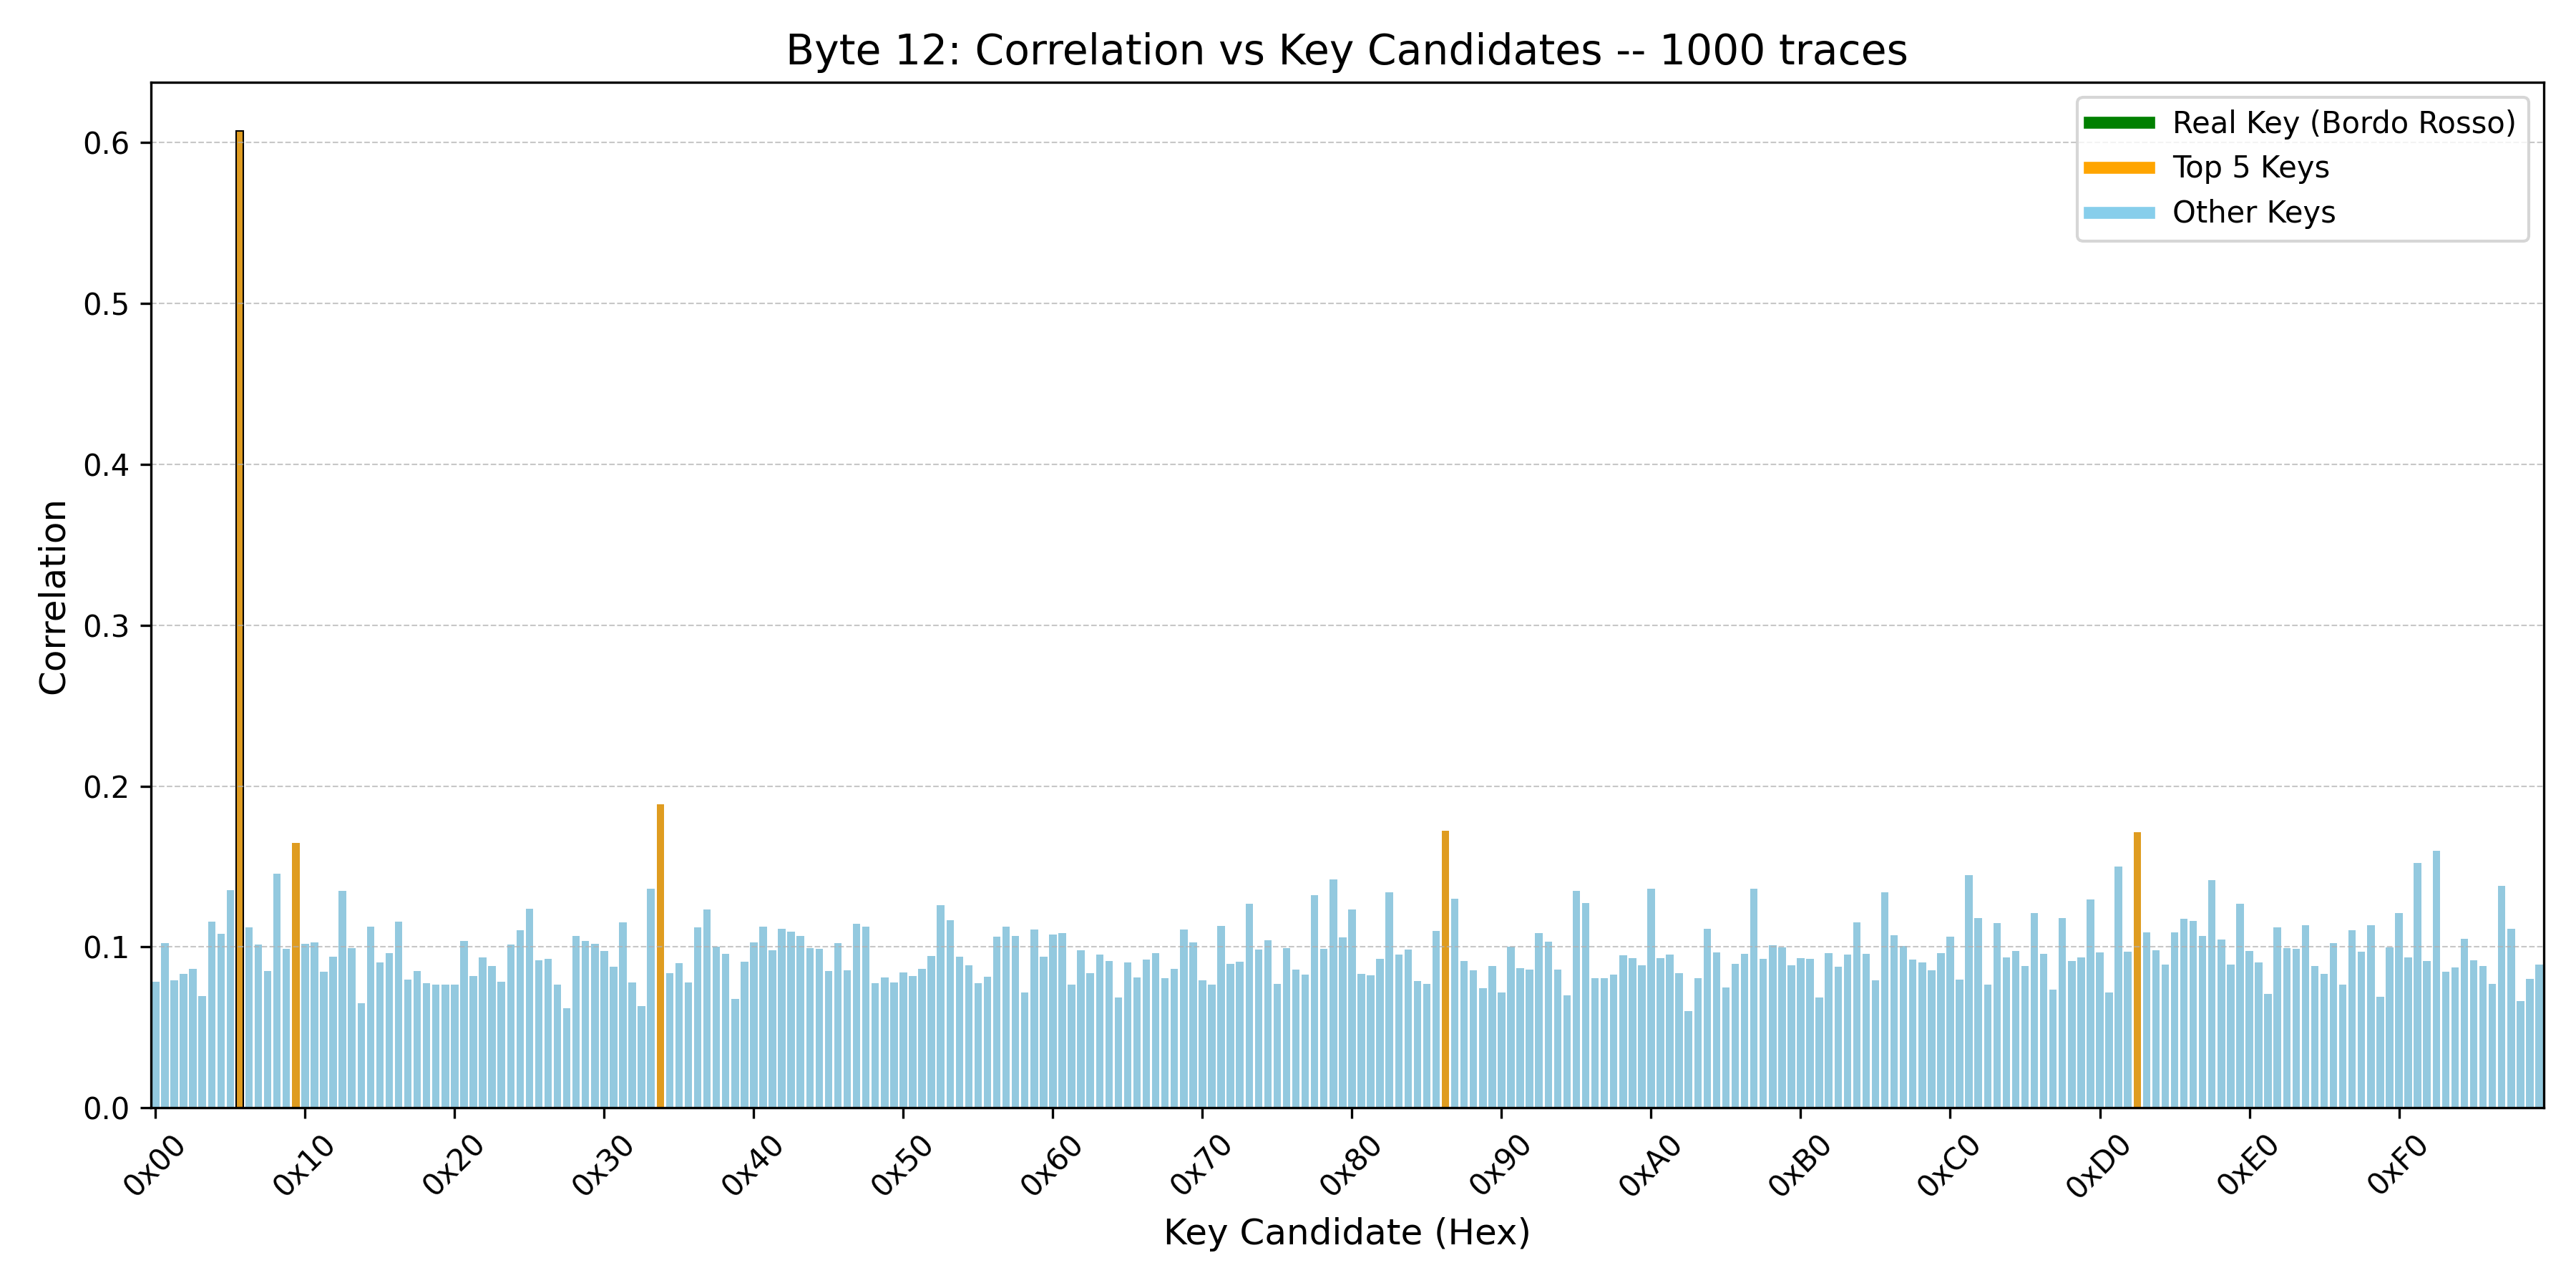 Byte 12: Correlation vs Key Candidates -- 1000 traces
Real Key (Bordo Rosso)
Top 5 Keys
Other Keys
Correlation
0.6
0.5
0.4
0.3
0.2
0.1
0.0
0x00 0x10 0x20 0x30 0x40 0x50 0x60 0x70 0x80 0x90 0xA0 0xB0 0xC0 0xD0 0xE0 0xF0
Key Candidate (Hex)